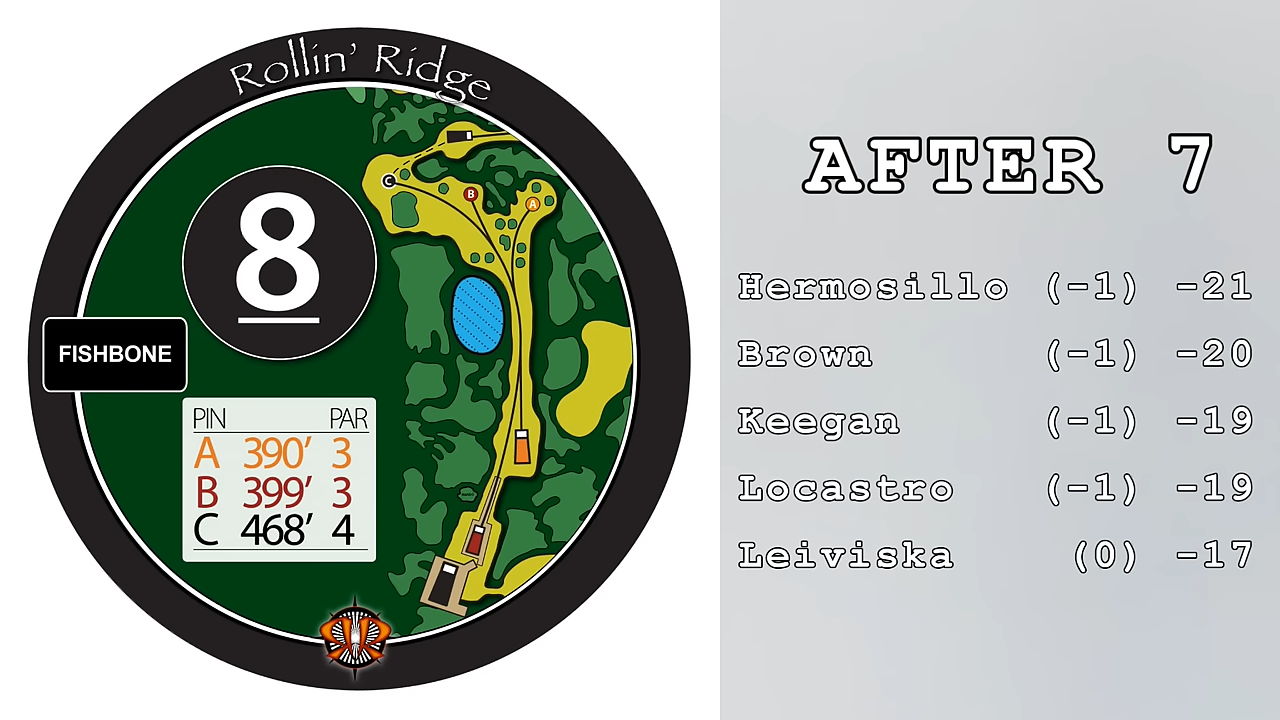 Rollin' Ridge
8
FISHBONE
PIN PAR
A 390' 3
B 399' 3
C 468' 4
C
B
A
AFTER 7
Hermosillo (-1) -21
Brown (-1) -20
Keegan (-1) -19
Locastro (-1) -19
Leiviska (0) -17